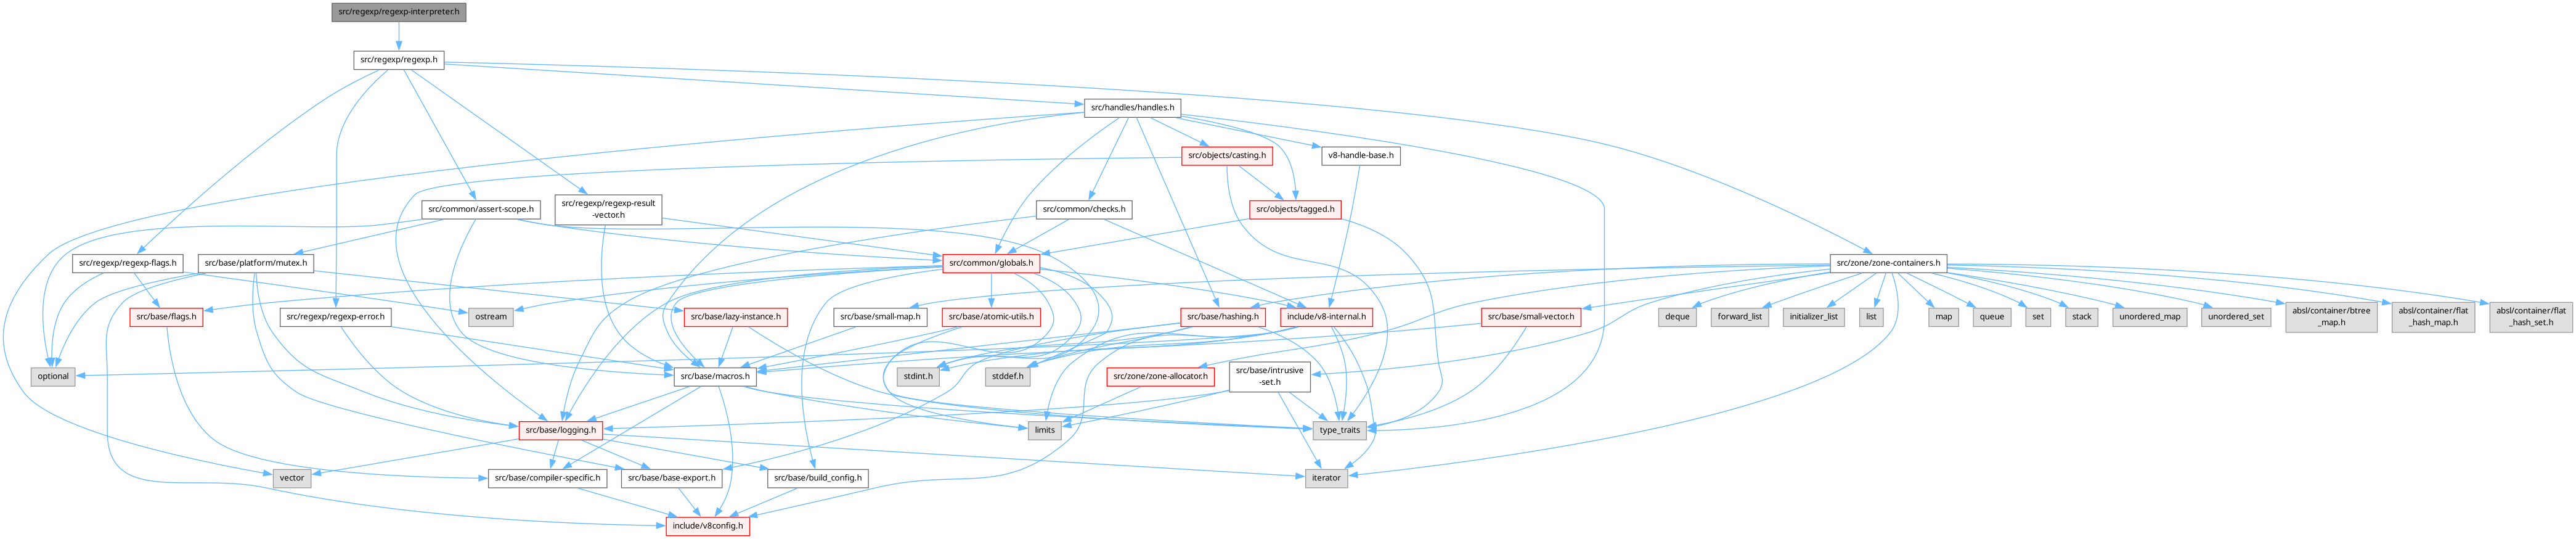 src/regexp/regexp-interpreter.h
src/regexp/regexp.h
src/handles/handles.h
src/objects/casting.h
v8-handle-base.h
src/regexp/regexp-result
-vector.h
src/common/assert-scope.h
src/common/checks.h
src/objects/tagged.h
src/regexp/regexp-flags.h
src/base/platform/mutex.h
src/common/globals.h
src/zone/zone-containers.h
src/base/flags.h
src/regexp/regexp-error.h
ostream
src/base/lazy-instance.h
src/base/small-map.h
src/base/atomic-utils.h
src/base/hashing.h
include/v8-internal.h
src/base/small-vector.h
deque
forward_list
initializer_list
list
map
queue
set
stack
unordered_map
unordered_set
absl/container/btree
_map.h
absl/container/flat
_hash_map.h
absl/container/flat
_hash_set.h
optional
src/base/macros.h
stdint.h
stddef.h
src/zone/zone-allocator.h
src/base/intrusive
-set.h
src/base/logging.h
limits
type_traits
vector
src/base/compiler-specific.h
src/base/base-export.h
src/base/build_config.h
iterator
include/v8config.h